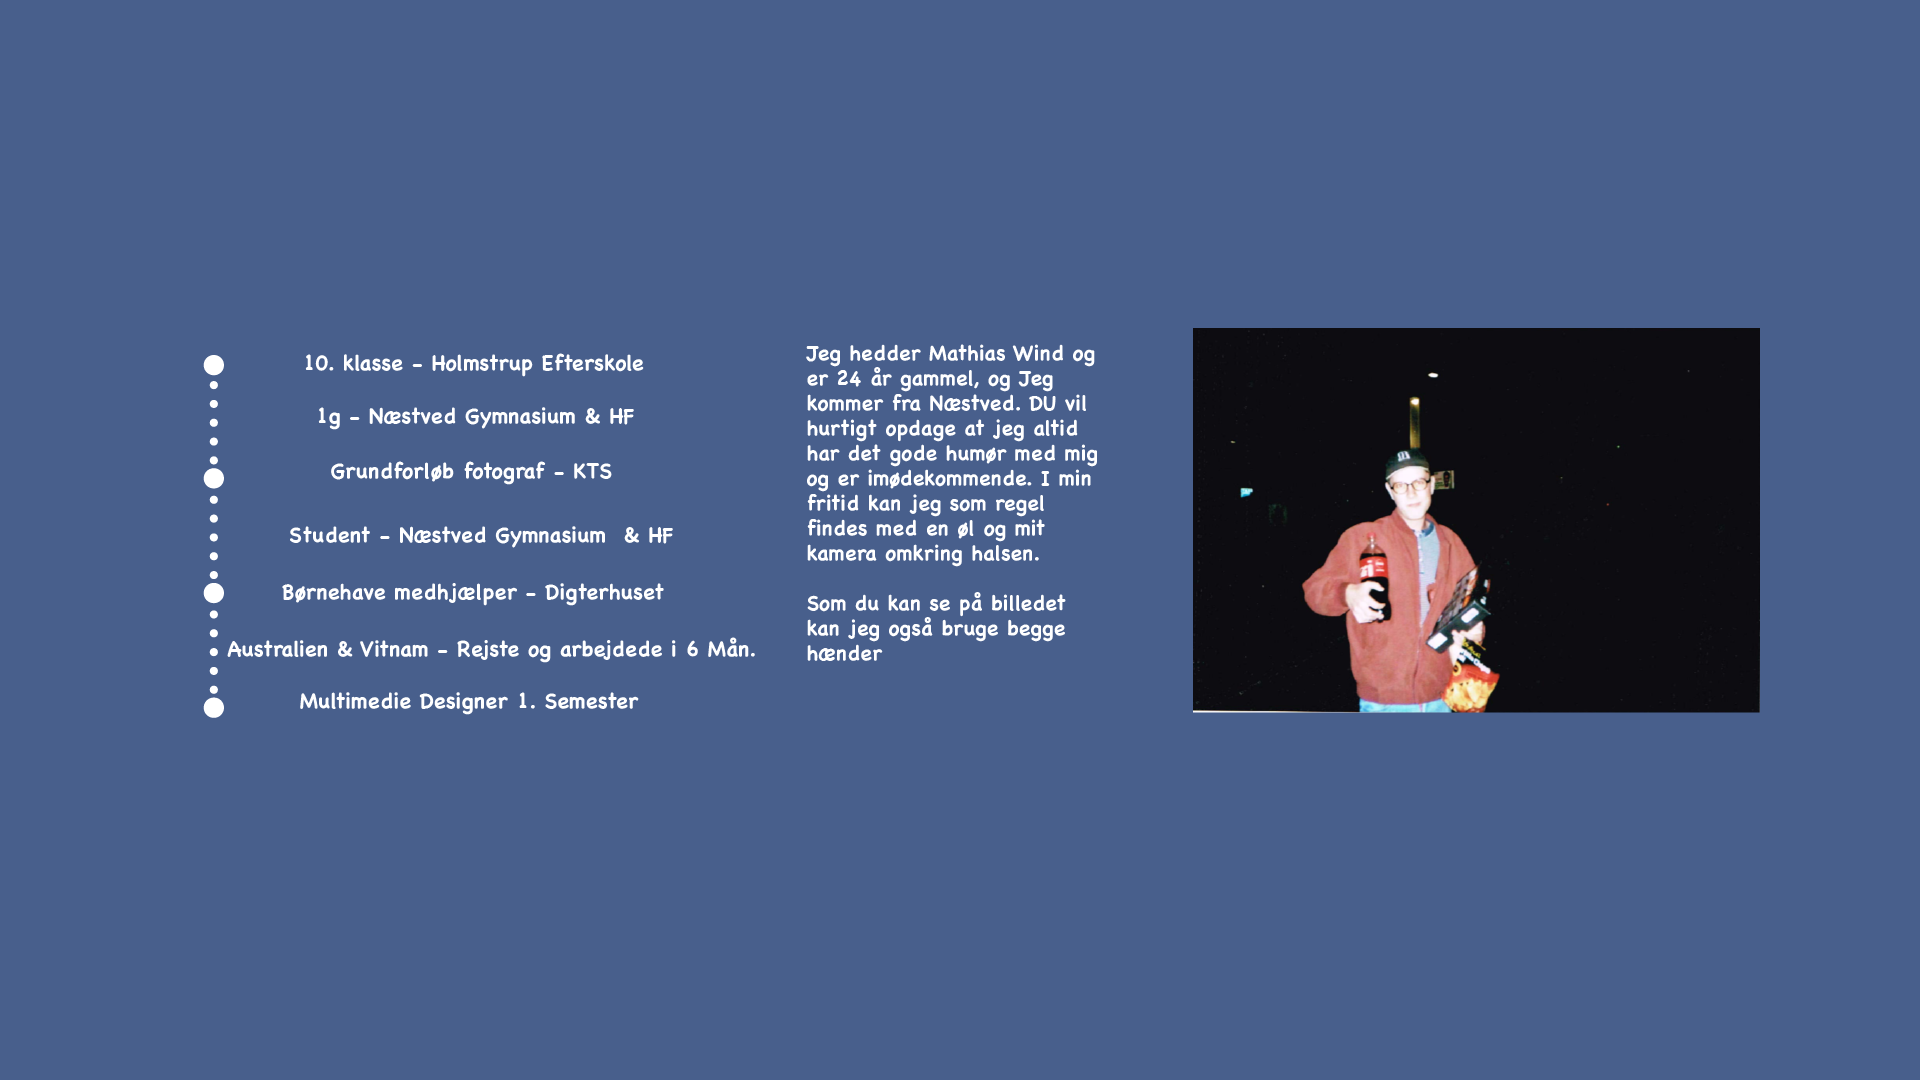 10. klasse - Holmstrup Efterskole
1g - Næstved Gymnasium & HF
Grundforløb fotograf - KTS
Student - Næstved Gymnasium & HF
Børnehave medhjælper - Digterhuset
Australien & Vitnam - Rejste og arbejdede i 6 Mån.
Multimedie Designer 1. Semester
Jeg hedder Mathias Wind og
er 24 år gammel, og Jeg
kommer fra Næstved. DU vil
hurtigt opdage at jeg altid
har det gode humør med mig
og er imødekommende. I min
fritid kan jeg som regel
findes med en øl og mit
kamera omkring halsen.
Som du kan se på billedet
kan jeg også bruge begge
hænder